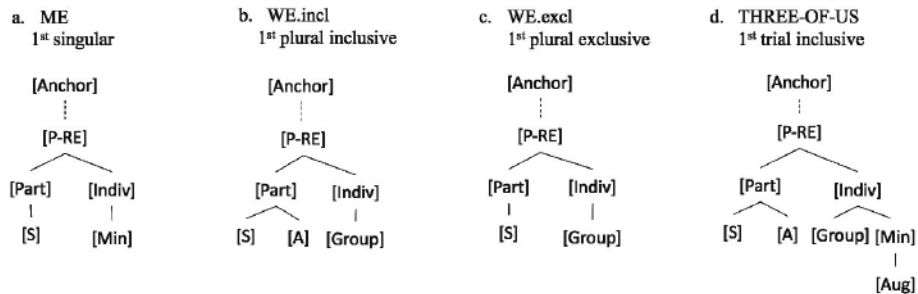 a. ME b. WE.incl c. WE.excl d. THREE-OF-US
1st singular 1st plural inclusive 1st plural exclusive 1st trial inclusive
[Anchor] [Anchor] [Anchor] [Anchor]
[P-RE] [P-RE] [P-RE] [P-RE]
[Part] [Indiv] [Part] [Indiv] [Part] [Indiv] [Part] [Indiv]
[S] [Min] [S] [A] [Group] [S] [Group] [S] [A] [Group] [Min]
[Aug]